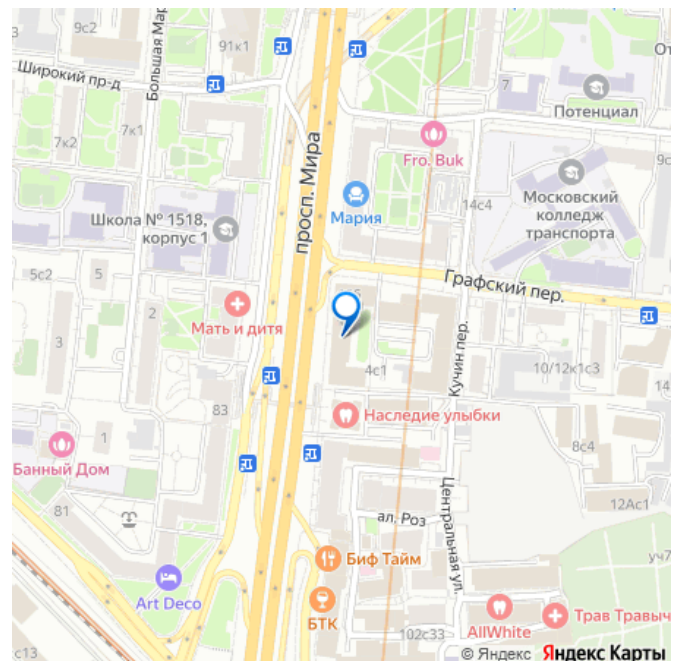 9с2
91к1
Большая Мар
Широкий пр-д
7
От
Потенциал
7к1
7к2
просп. Мира
Fro. Buk
9с
Мария
14с4
Московский
колледж
транспорта
Школа № 1518,
корпус 1
5с2
5
Графский пер.
2
Мать и дитя
3
Кучин пер.
4с1
10/12к1с3
14
83
Наследие улыбки
1
8с4
Банный Дом
Центральная ул.
12Ас1
81
ал. Роз
Биф Тайм
уч7
Art Deco
БТК
AllWhite
Трав Травыч
102с33
с13
© Яндекс Яндекс Карты